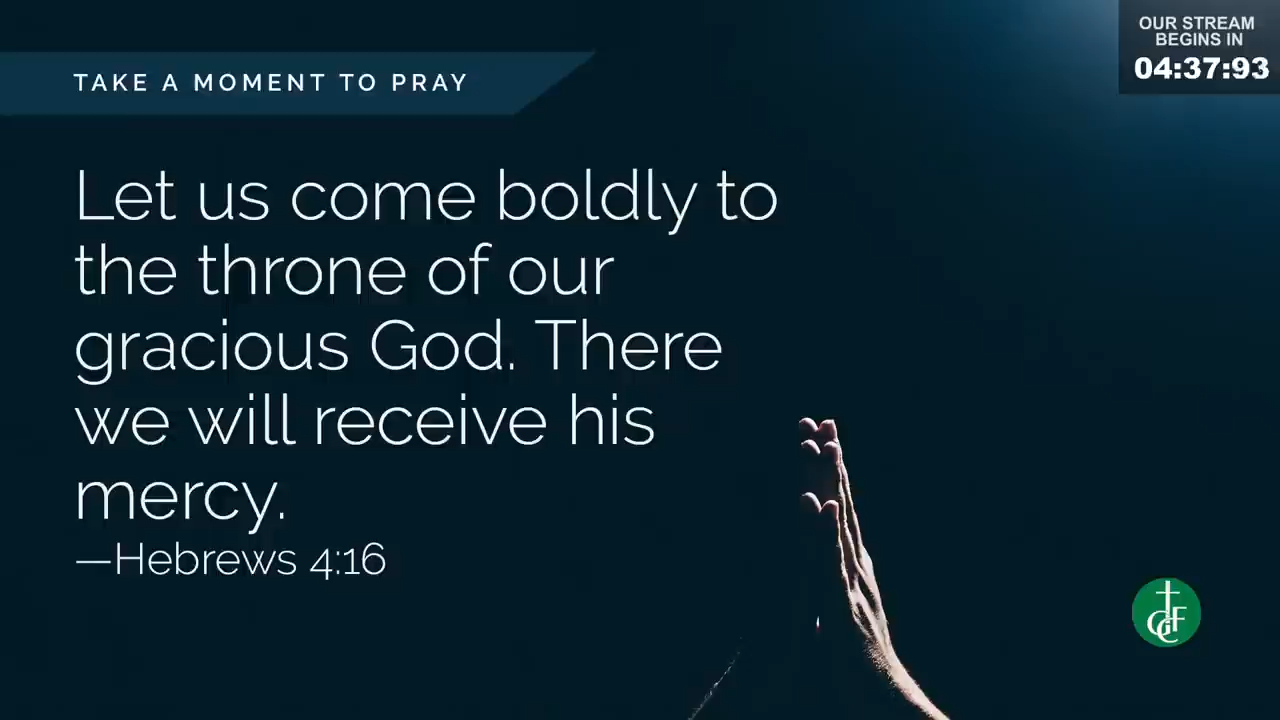 TAKE A MOMENT TO PRAY
OUR STREAM
BEGINS IN
04:37:93
Let us come boldly to
the throne of our
gracious God. There
we will receive his
mercy.
—Hebrews 4:16
GCFC